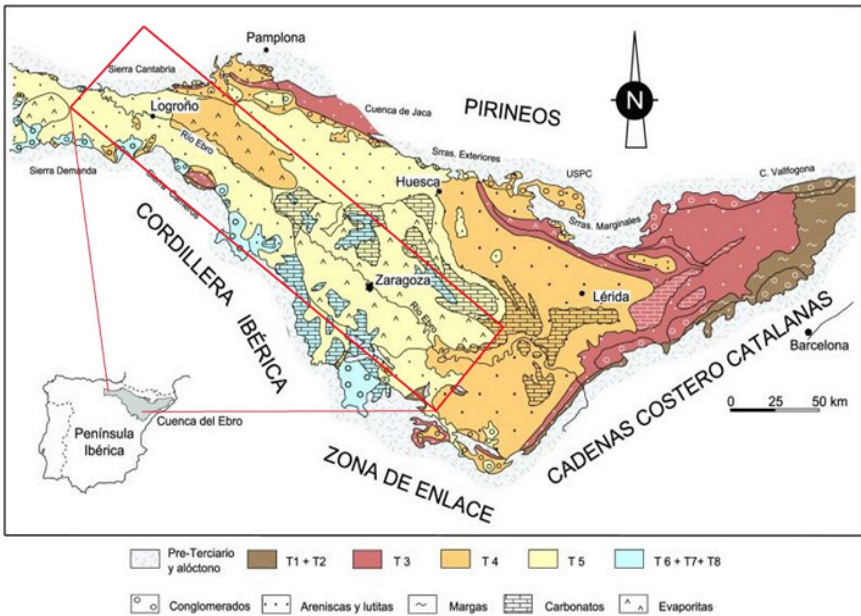 Pamplona
Sierra Cantabria
Cuenca de Jaca
PIRINEOS
N
Logroño
Río Ebro
Srras. Exteriores
USPC
C. Vallfogona
Sierra Demanda
Sierra Cameros
Huesca
Srras. Marginales
CORDILLERA IBÉRICA
Zaragoza
Río Ebro
Lérida
Barcelona
CADENAS COSTERO CATALANAS
0 25 50 km
Península
Ibérica
Cuenca del Ebro
ZONA DE ENLACE
Pre-Terciario
y alóctono
T1 + T2
T 3
T 4
T 5
T 6 + T7+ T8
Conglomerados
Areniscas y lutitas
Margas
Carbonatos
Evaporitas